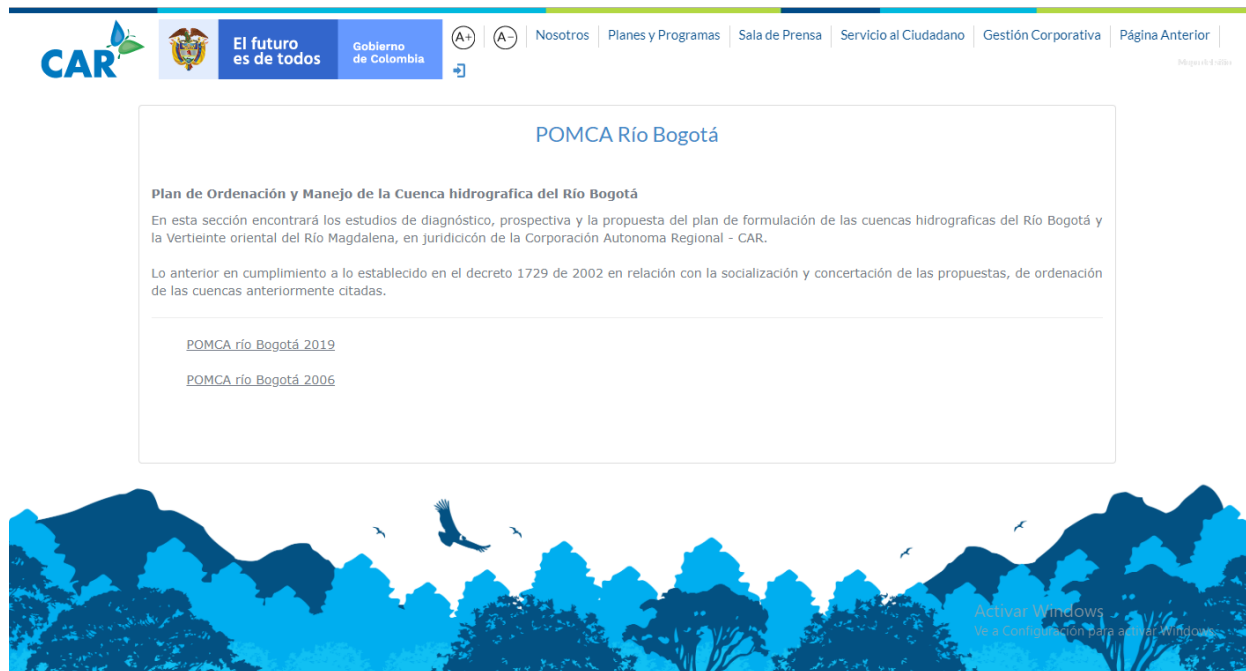 CAR
El futuro
es de todos
Gobierno
de Colombia
A+
A-
Nosotros
Planes y Programas
Sala de Prensa
Servicio al Ciudadano
Gestión Corporativa
Página Anterior
Mapa del sitio
POMCA Río Bogotá
Plan de Ordenación y Manejo de la Cuenca hidrografica del Río Bogotá
En esta sección encontrará los estudios de diagnóstico, prospectiva y la propuesta del plan de formulación de las cuencas hidrograficas del Río Bogotá y
la Vertieinte oriental del Río Magdalena, en juridicicón de la Corporación Autonoma Regional - CAR.
Lo anterior en cumplimiento a lo establecido en el decreto 1729 de 2002 en relación con la socialización y concertación de las propuestas, de ordenación
de las cuencas anteriormente citadas.
POMCA río Bogotá 2019
POMCA río Bogotá 2006
Activar Windows
Ve a Configuración para activar Windows.